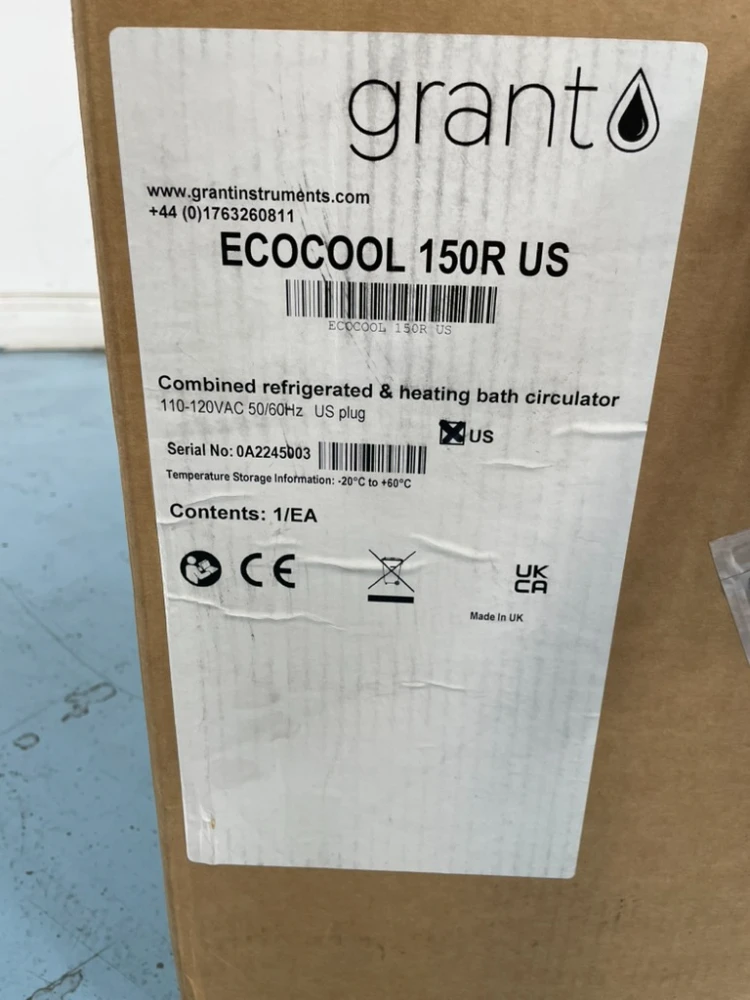 grant
www.grantinstruments.com
+44 (0)1763260811
ECOCOOL 150R US
ECOCOOL 150R US
Combined refrigerated & heating bath circulator
110-120VAC 50/60Hz US plug
US
Serial No: 0A2245003
Temperature Storage Information: -20°C to +60°C
Contents: 1/EA
CE
UK
CA
Made In UK